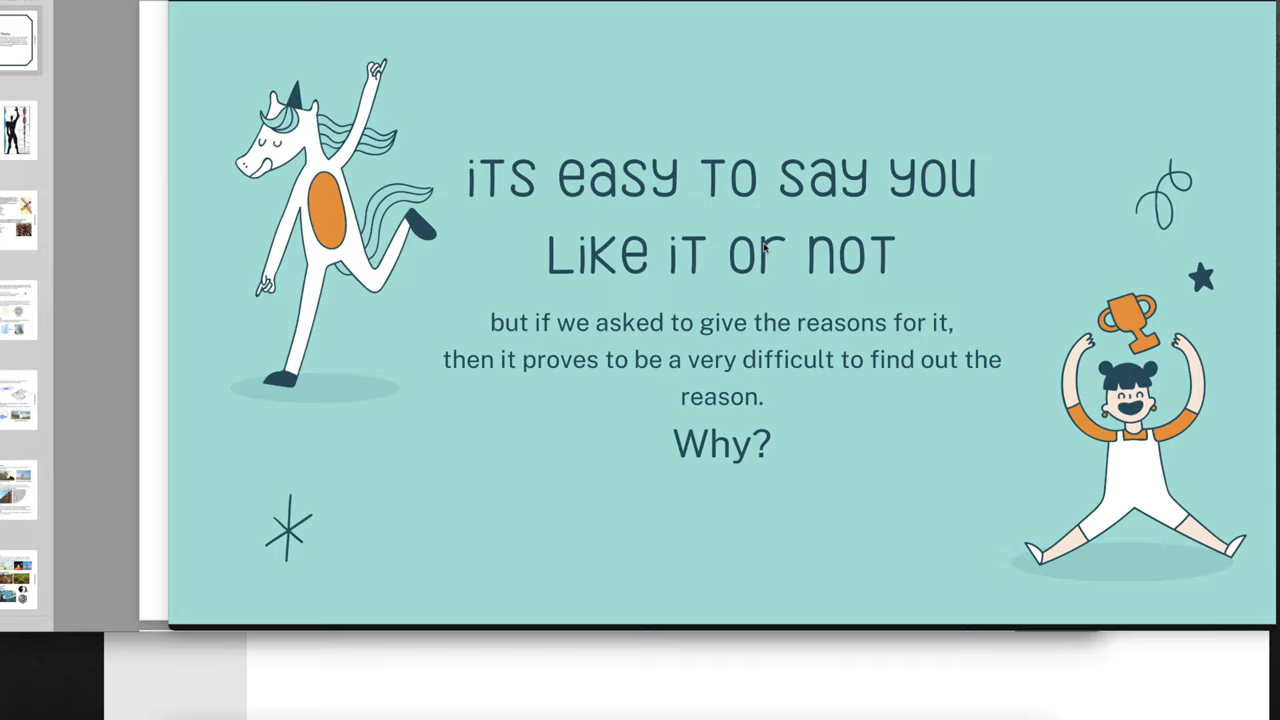 iTs easy TO say you
Like iT or noT
but if we asked to give the reasons for it,
then it proves to be a very difficult to find out the
reason.
Why?